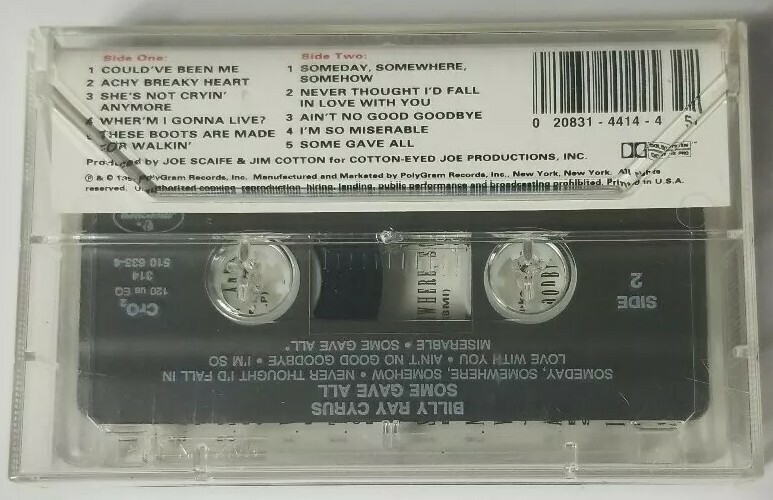 Side One:
1 COULD'VE BEEN ME
2 ACHY BREAKY HEART
3 SHE'S NOT CRYIN'
ANYMORE
4 WHER'M I GONNA LIVE?
THESE BOOTS ARE MADE
FOR WALKIN'
Side Two:
1 SOMEDAY, SOMEWHERE,
SOMEHOW
2 NEVER THOUGHT I'D FALL
IN LOVE WITH YOU
3 AIN'T NO GOOD GOODBYE
4 I'M SO MISERABLE
5 SOME GAVE ALL
0 20831-4414-4 5
Produced by JOE SCAIFE & JIM COTTON for COTTON-EYED JOE PRODUCTIONS, INC.
℗ & © PolyGram Records, Inc. Manufactured and Marketed by PolyGram Records, Inc., New York, New York. All rights
reserved. Unauthorized copying, reproduction, hiring, lending, public performance and broadcasting prohibited. Printed in U.S.A.
BILLY RAY CYRUS
SOME GAVE ALL
SOMEDAY, SOMEWHERE, SOMEHOW • NEVER THOUGHT I'D FALL IN
LOVE WITH YOU • AIN'T NO GOOD GOODBYE • I'M SO
MISERABLE • SOME GAVE ALL
SIDE
2
CrO2
120 us EQ
314
510 635-4
WHERE
(BMI)